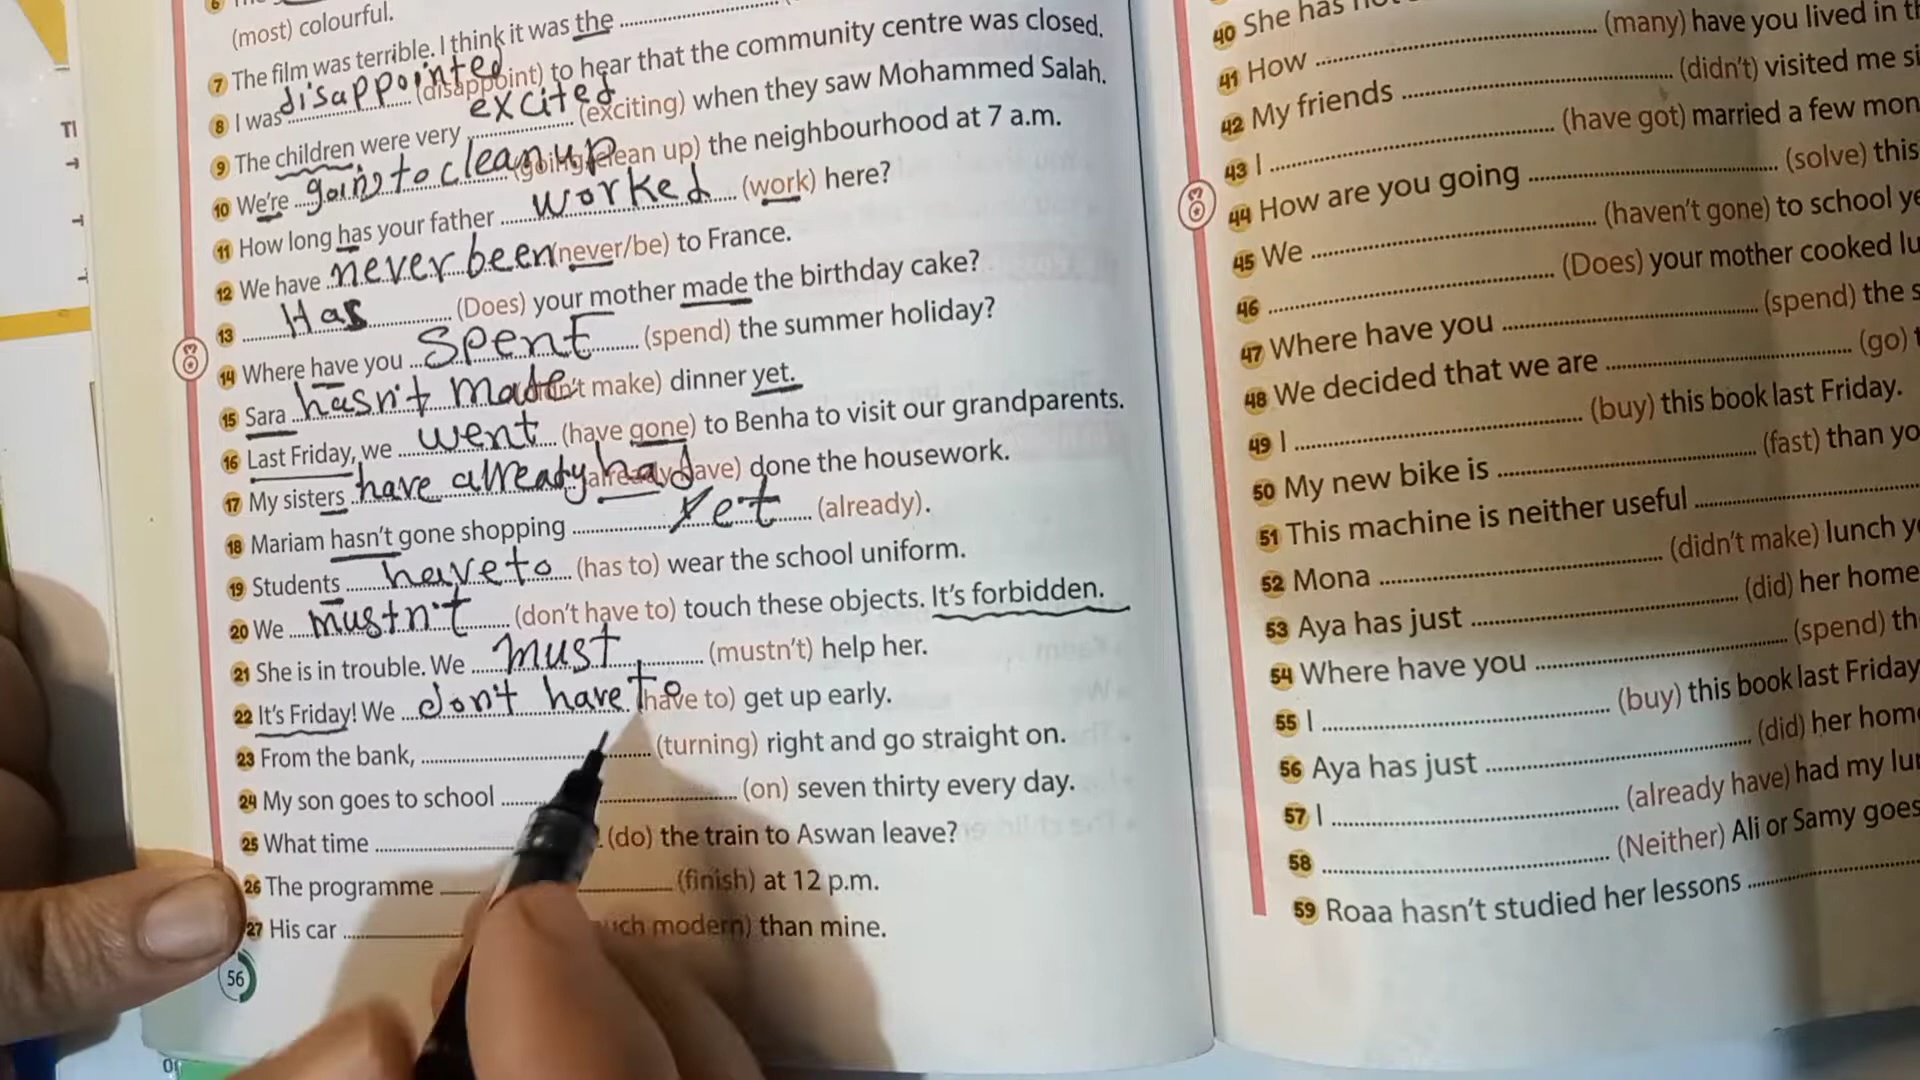 6
(most) colourful.
7 The film was terrible. I think it was the ....................
8 I was disappointed (disappoint) to hear that the community centre was closed.
9 The children were very excited (exciting) when they saw Mohammed Salah.
10 We're going to clean up (going clean up) the neighbourhood at 7 a.m.
11 How long has your father worked (work) here?
12 We have never been (never/be) to France.
13 Has (Does) your mother made the birthday cake?
14 Where have you spent (spend) the summer holiday?
15 Sara hasn't made make) dinner yet.
16 Last Friday, we went (have gone) to Benha to visit our grandparents.
17 My sisters have already had have) done the housework.
18 Mariam hasn't gone shopping yet (already).
19 Students have to (has to) wear the school uniform.
20 We mustn't (don't have to) touch these objects. It's forbidden.
21 She is in trouble. We must (mustn't) help her.
22 It's Friday! We don't have to (have to) get up early.
23 From the bank, .................... (turning) right and go straight on.
24 My son goes to school .................... (on) seven thirty every day.
25 What time .................... (do) the train to Aswan leave?
26 The programme .................... (finish) at 12 p.m.
27 His car .................... modern) than mine.
56
40 She has
41 How .................... (many) have you lived in
42 My friends .................... (didn't) visited me
43 I .................... (have got) married a few
44 How are you going .................... (solve) this
45 We .................... (haven't gone) to school
46 .................... (Does) your mother cooked
47 Where have you .................... (spend) the
48 We decided that we are .................... (go)
49 I .................... (buy) this book last Friday.
50 My new bike is .................... (fast) than
51 This machine is neither useful ....................
52 Mona .................... (didn't make) lunch
53 Aya has just .................... (did) her
54 Where have you .................... (spend)
55 I .................... (buy) this book last Friday
56 Aya has just .................... (did) her
57 I .................... (already have) had my
58 .................... (Neither) Ali or Samy goes
59 Roaa hasn't studied her lessons ....................